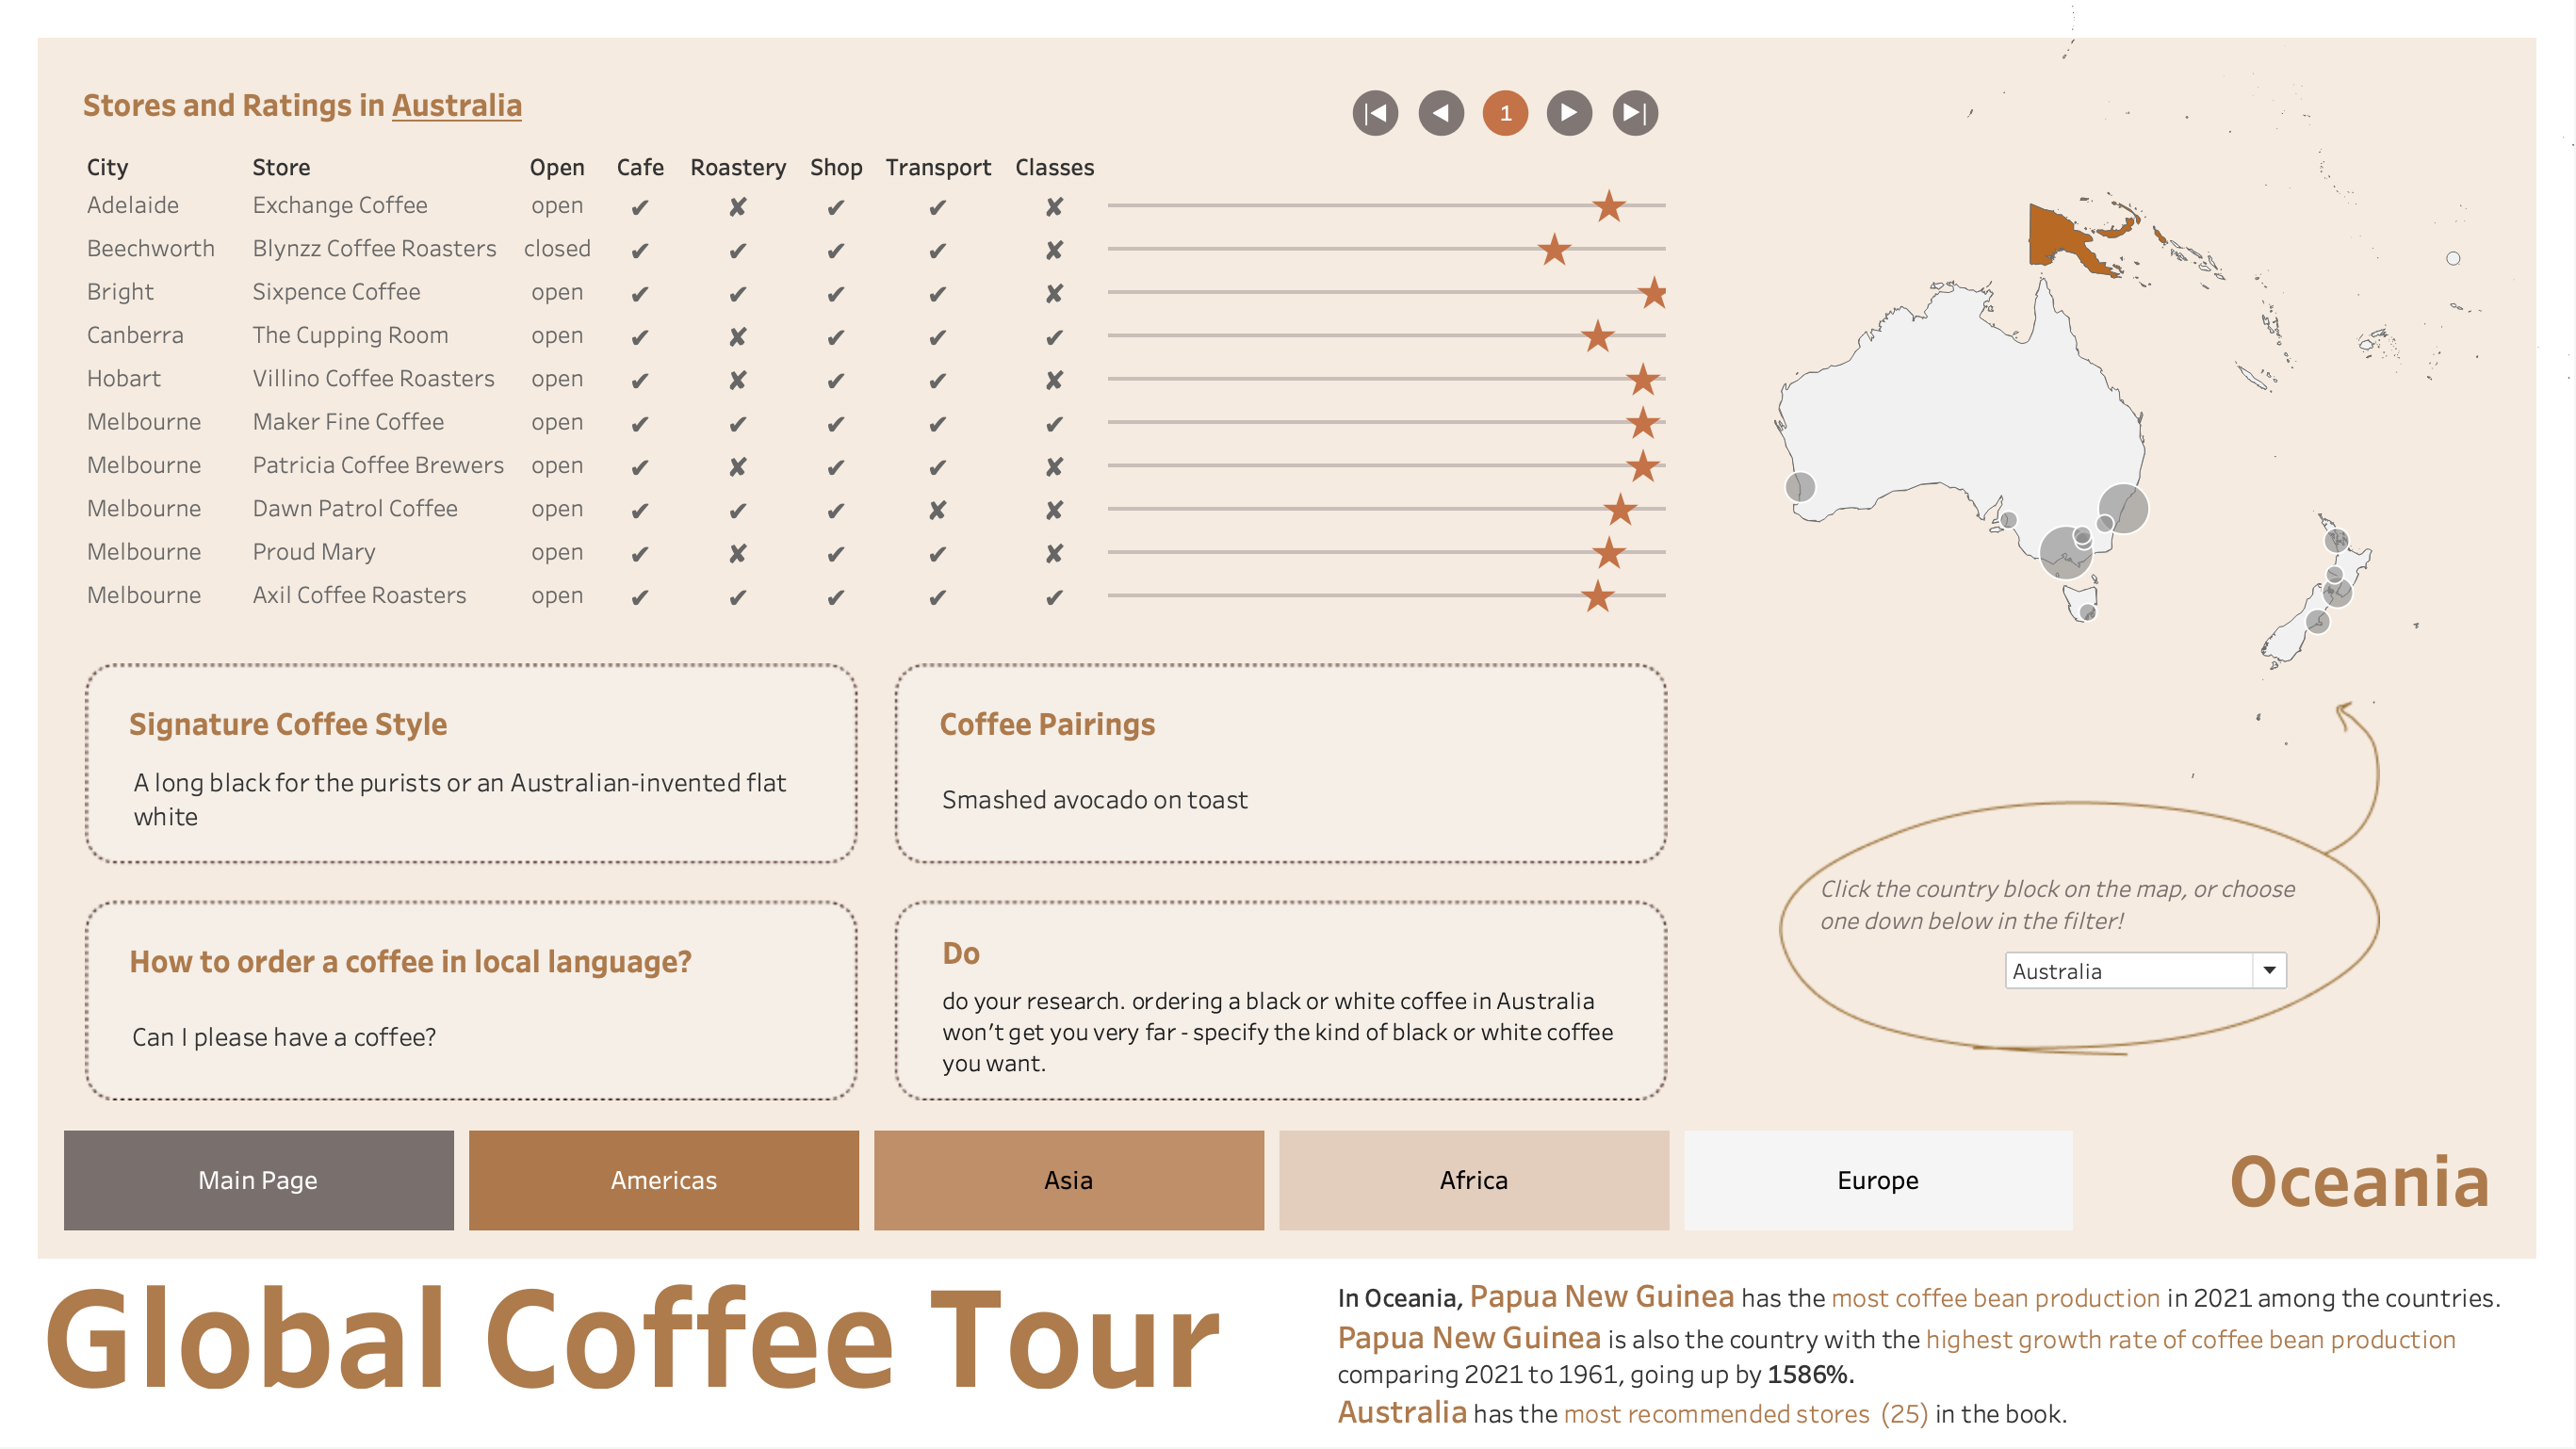 Stores and Ratings in Australia
1
City Store Open Cafe Roastery Shop Transport Classes
Adelaide Exchange Coffee open ✔ ✘ ✔ ✔ ✘
Beechworth Blynzz Coffee Roasters closed ✔ ✔ ✔ ✔ ✘
Bright Sixpence Coffee open ✔ ✔ ✔ ✔ ✘
Canberra The Cupping Room open ✔ ✘ ✔ ✔ ✔
Hobart Villino Coffee Roasters open ✔ ✘ ✔ ✔ ✘
Melbourne Maker Fine Coffee open ✔ ✔ ✔ ✔ ✔
Melbourne Patricia Coffee Brewers open ✔ ✘ ✔ ✔ ✘
Melbourne Dawn Patrol Coffee open ✔ ✔ ✔ ✘ ✘
Melbourne Proud Mary open ✔ ✘ ✔ ✔ ✘
Melbourne Axil Coffee Roasters open ✔ ✔ ✔ ✔ ✔
Signature Coffee Style
A long black for the purists or an Australian-invented flat
white
Coffee Pairings
Smashed avocado on toast
How to order a coffee in local language?
Can I please have a coffee?
Do
do your research. ordering a black or white coffee in Australia
won't get you very far - specify the kind of black or white coffee
you want.
Click the country block on the map, or choose
one down below in the filter!
Australia
Main Page
Americas
Asia
Africa
Europe
Oceania
Global Coffee Tour
In Oceania, Papua New Guinea has the most coffee bean production in 2021 among the countries.
Papua New Guinea is also the country with the highest growth rate of coffee bean production
comparing 2021 to 1961, going up by 1586%.
Australia has the most recommended stores (25) in the book.